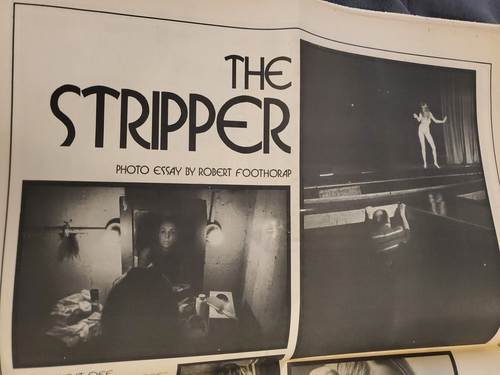 THE
STRIPPER
PHOTO ESSAY BY ROBERT FOOTHORAP